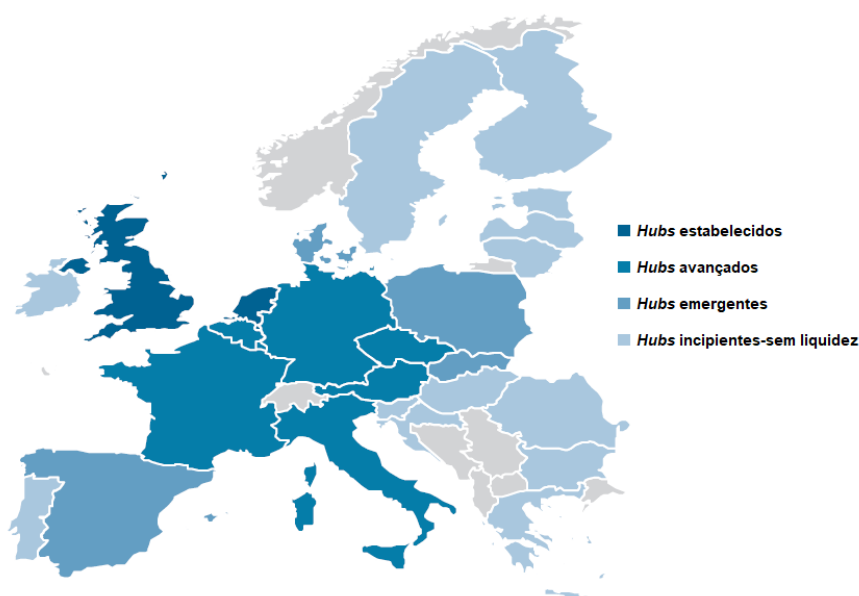 Hubs estabelecidos
Hubs avançados
Hubs emergentes
Hubs incipientes-sem liquidez